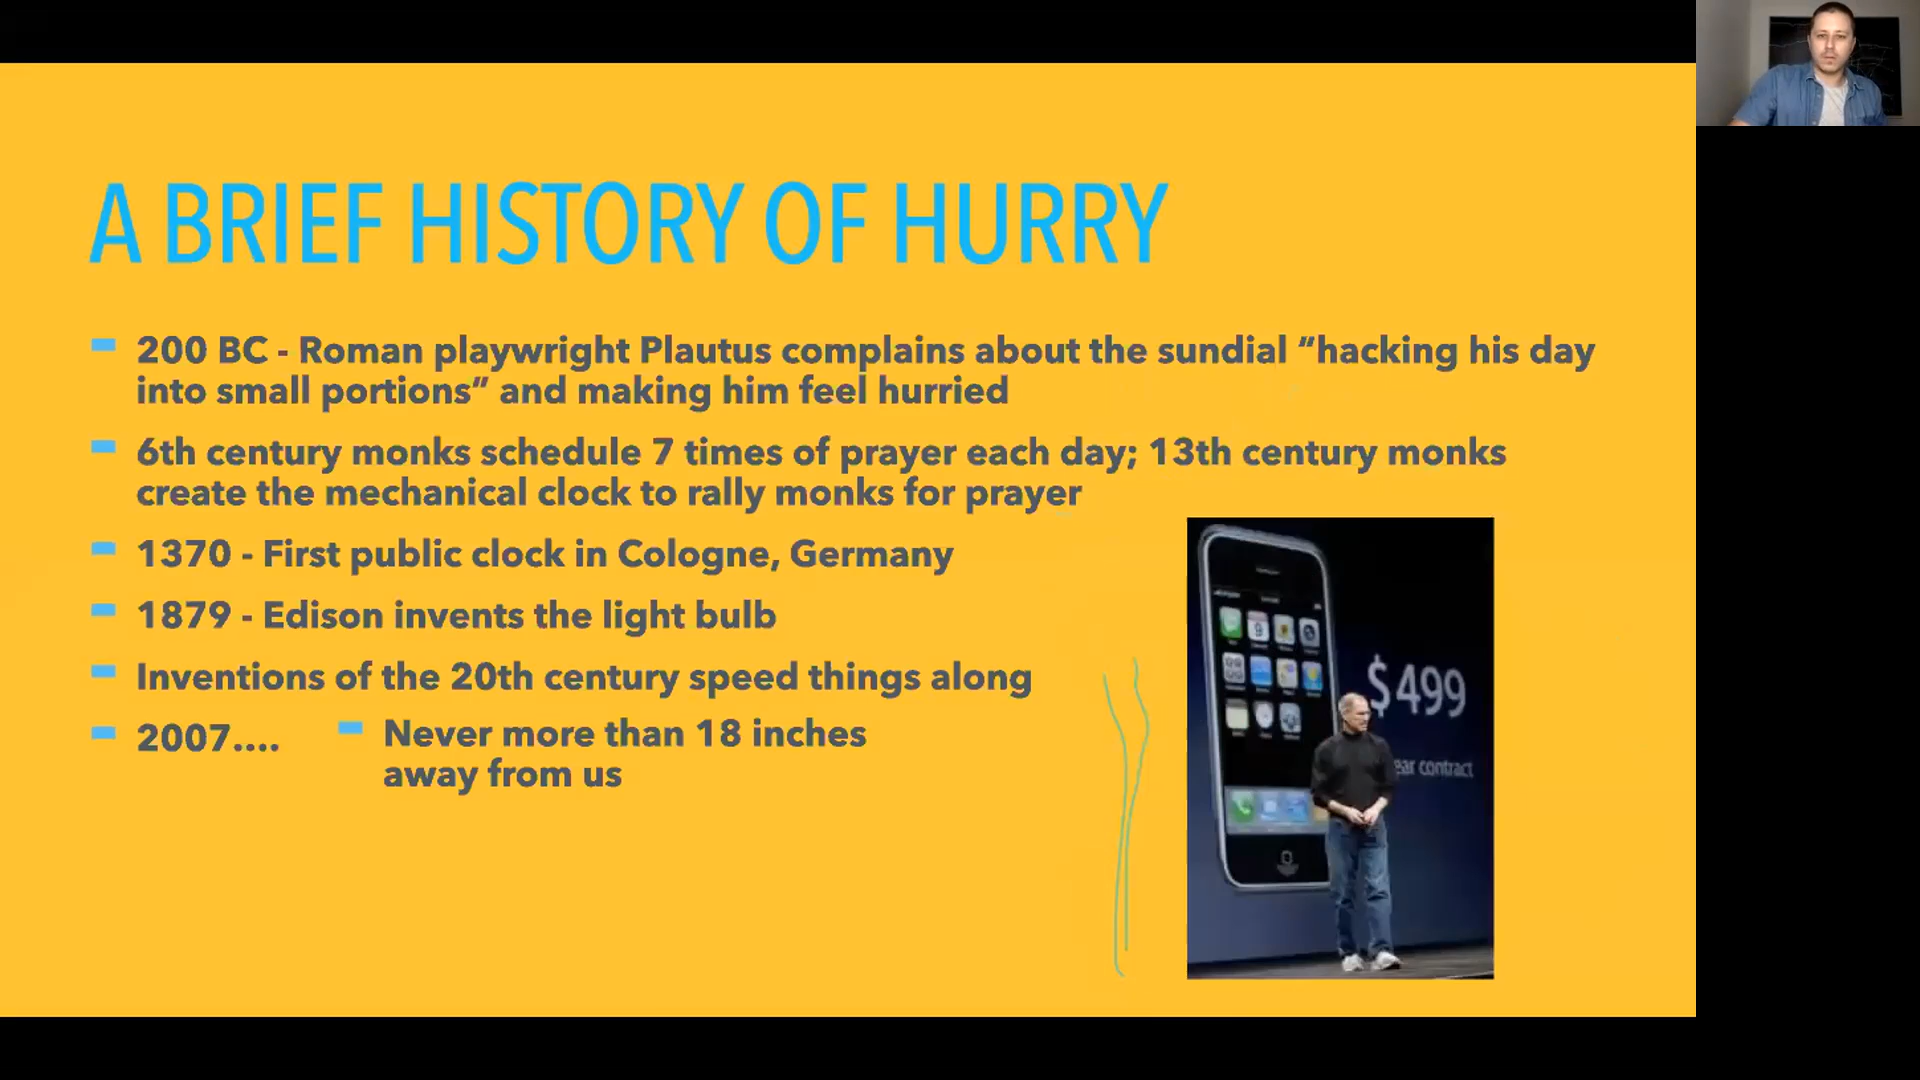 A BRIEF HISTORY OF HURRY
200 BC - Roman playwright Plautus complains about the sundial “hacking his day
into small portions” and making him feel hurried
6th century monks schedule 7 times of prayer each day; 13th century monks
create the mechanical clock to rally monks for prayer
1370 - First public clock in Cologne, Germany
1879 - Edison invents the light bulb
Inventions of the 20th century speed things along
2007....
Never more than 18 inches
away from us
$499
contract